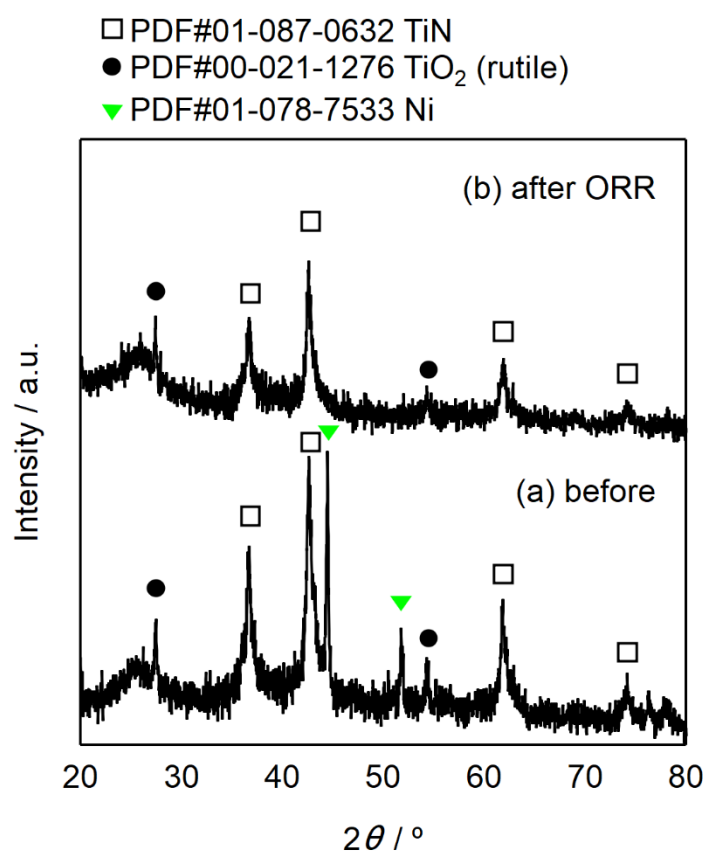 PDF#01-087-0632 TiN
PDF#00-021-1276 TiO₂ (rutile)
PDF#01-078-7533 Ni
(b) after ORR
(a) before
Intensity / a.u.
20 30 40 50 60 70 80
2θ / º